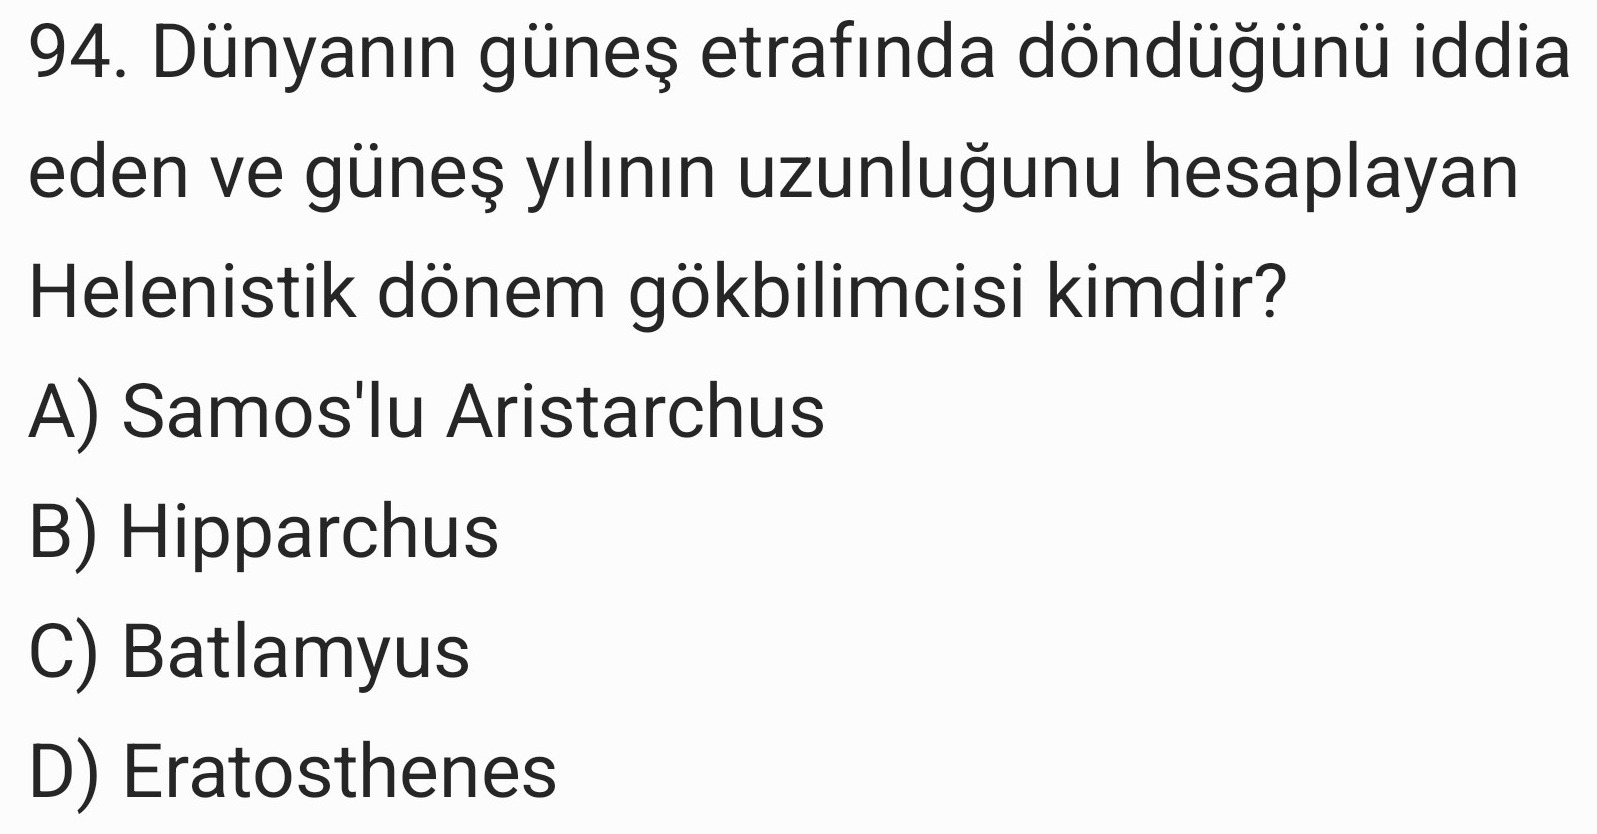 94. Dünyanın güneş etrafında döndüğünü iddia
eden ve güneş yılının uzunluğunu hesaplayan
Helenistik dönem gökbilimcisi kimdir?
A) Samos'lu Aristarchus
B) Hipparchus
C) Batlamyus
D) Eratosthenes